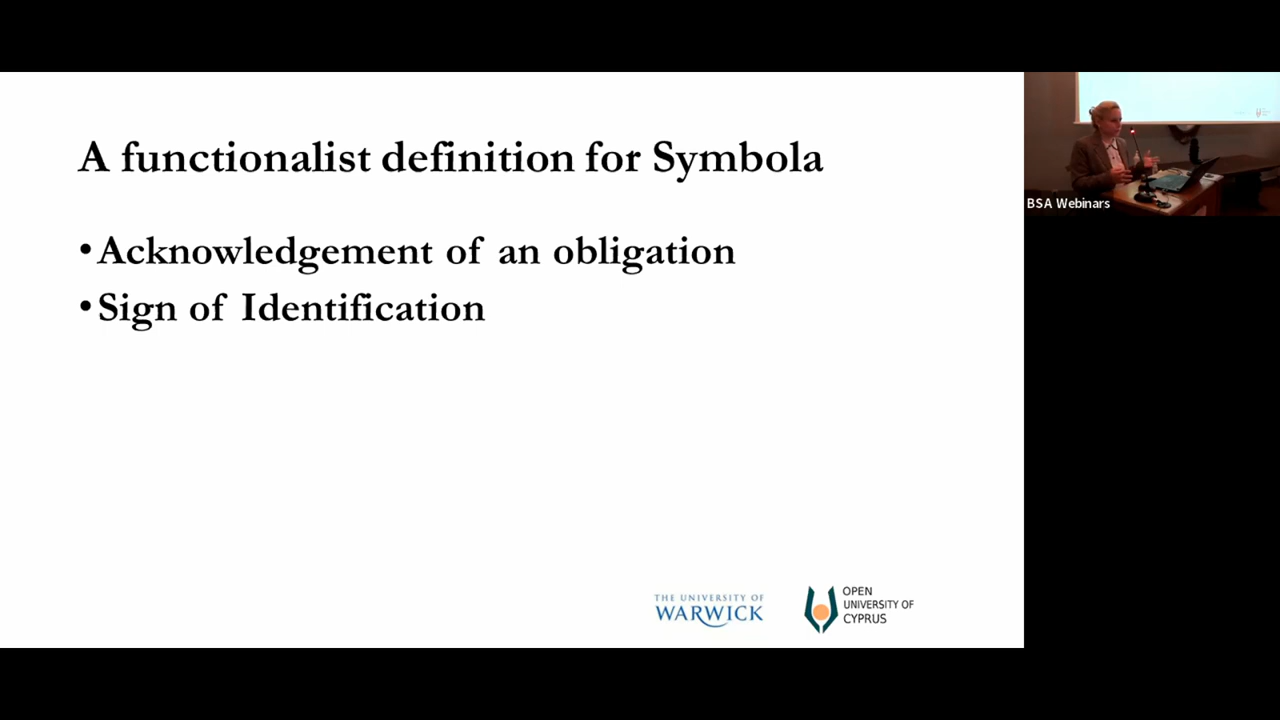 A functionalist definition for Symbola
•Acknowledgement of an obligation
•Sign of Identification
THE UNIVERSITY OF
WARWICK
OPEN
UNIVERSITY OF
CYPRUS
BSA Webinars